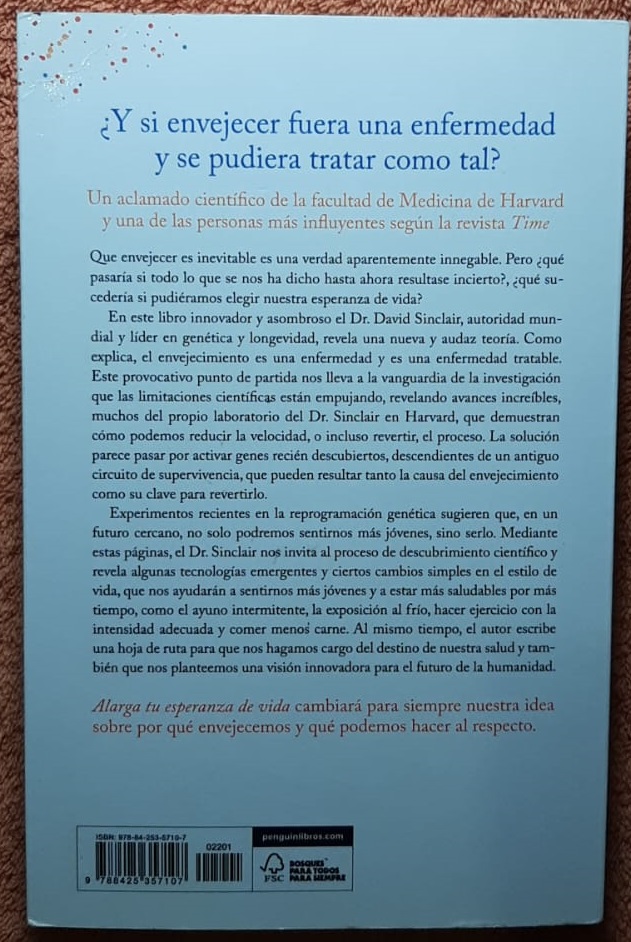 ¿Y si envejecer fuera una enfermedad
y se pudiera tratar como tal?
Un aclamado científico de la facultad de Medicina de Harvard
y una de las personas más influyentes según la revista Time
Que envejecer es inevitable es una verdad aparentemente innegable. Pero ¿qué
pasaría si todo lo que se nos ha dicho hasta ahora resultase incierto?, ¿qué su-
cedería si pudiéramos elegir nuestra esperanza de vida?
En este libro innovador y asombroso el Dr. David Sinclair, autoridad mun-
dial y líder en genética y longevidad, revela una nueva y audaz teoría. Como
explica, el envejecimiento es una enfermedad y es una enfermedad tratable.
Este provocativo punto de partida nos lleva a la vanguardia de la investigación
que las limitaciones científicas están empujando, revelando avances increíbles,
muchos del propio laboratorio del Dr. Sinclair en Harvard, que demuestran
cómo podemos reducir la velocidad, o incluso revertir, el proceso. La solución
parece pasar por activar genes recién descubiertos, descendientes de un antiguo
circuito de supervivencia, que pueden resultar tanto la causa del envejecimiento
como su clave para revertirlo.
Experimentos recientes en la reprogramación genética sugieren que, en un
futuro cercano, no solo podremos sentirnos más jóvenes, sino serlo. Mediante
estas páginas, el Dr. Sinclair nos invita al proceso de descubrimiento científico y
revela algunas tecnologías emergentes y ciertos cambios simples en el estilo de
vida, que nos ayudarán a sentirnos más jóvenes y a estar más saludables por más
tiempo, como el ayuno intermitente, la exposición al frío, hacer ejercicio con la
intensidad adecuada y comer menos carne. Al mismo tiempo, el autor escribe
una hoja de ruta para que nos hagamos cargo del destino de nuestra salud y tam-
bién que nos planteemos una visión innovadora para el futuro de la humanidad.
Alarga tu esperanza de vida cambiará para siempre nuestra idea
sobre por qué envejecemos y qué podemos hacer al respecto.
ISBN: 978-84-253-5710-7
02201
9 788425 357107
penguinlibros.com
FSC
BOSQUES
PARA TODOS
PARA SIEMPRE